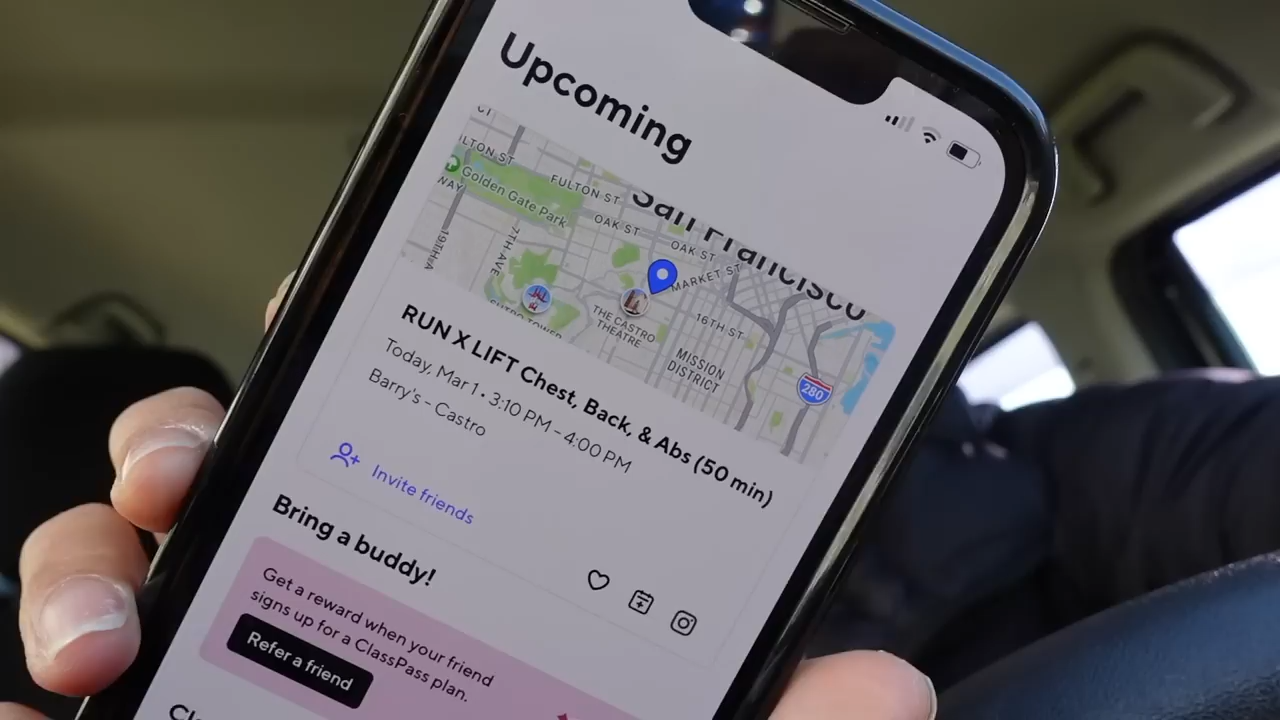 Upcoming
CT
LTON ST
FULTON ST
San Francisco
Golden Gate Park
WAY
OAK ST
OAK ST
MARKET ST
19TH A
7TH AVE
SUTRO TOWER
THE CASTRO
THEATRE
16TH ST
MISSION
DISTRICT
280
RUN X LIFT Chest, Back, & Abs (50 min)
Today, Mar 1 • 3:10 PM – 4:00 PM
Barry's – Castro
Invite friends
Bring a buddy!
Get a reward when your friend
signs up for a ClassPass plan.
Refer a friend